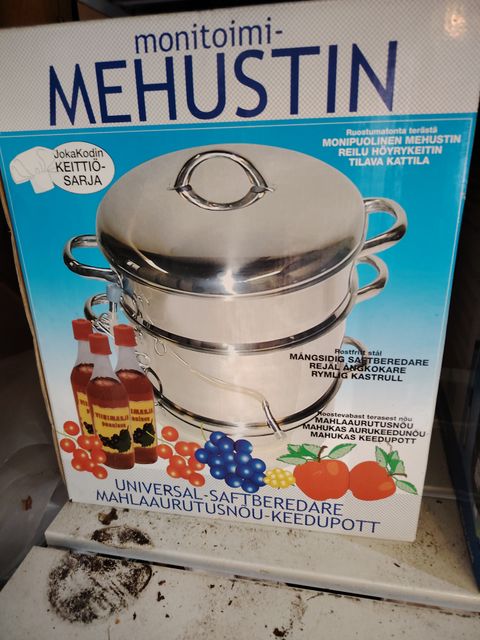 monitoimi-
MEHUSTIN
JokaKodin
KEITTIÖ-
SARJA
Ruostumatonta terästä
MONIPUOLINEN MEHUSTIN
REILU HÖYRYKEITIN
TILAVA KATTILA
Rostfritt stål
MÅNGSIDIG SAFTBEREDARE
REJÄL ÅNGKOKARE
RYMLIG KASTRULL
Roostevabast terasest nõu
MAHLAAURUTUSNÕU
MAHUKAS AURUKEEDUNÕU
MAHUKAS KEEDUPOTT
UNIVERSAL-SAFTBEREDARE
MAHLAAURUTUSNÕU-KEEDUPOTT